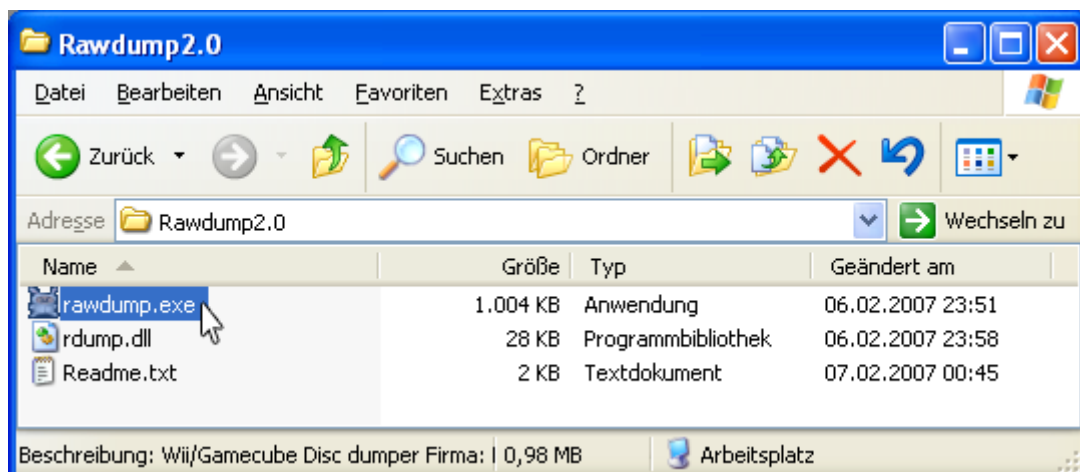 Rawdump2.0
Datei Bearbeiten Ansicht Favoriten Extras ?
Zurück Suchen Ordner
Adresse Rawdump2.0 Wechseln zu
Name Größe Typ Geändert am
rawdump.exe 1.004 KB Anwendung 06.02.2007 23:51
rdump.dll 28 KB Programmbibliothek 06.02.2007 23:58
Readme.txt 2 KB Textdokument 07.02.2007 00:45
Beschreibung: Wii/Gamecube Disc dumper Firma: 0,98 MB Arbeitsplatz